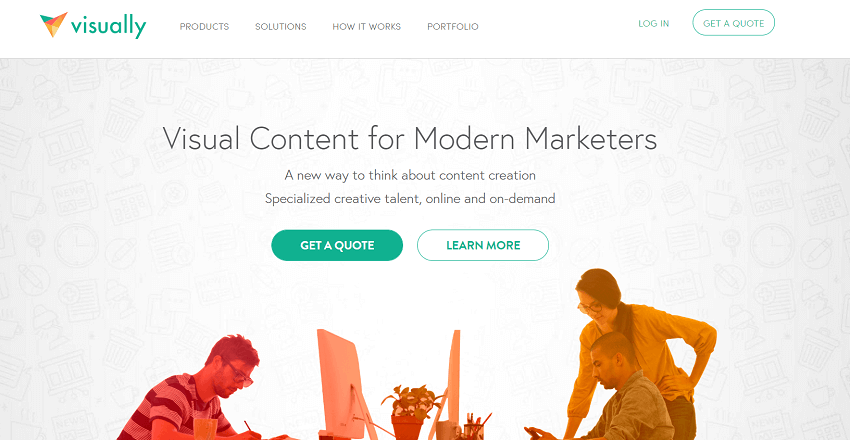 visually
PRODUCTS
SOLUTIONS
HOW IT WORKS
PORTFOLIO
LOG IN
GET A QUOTE
Visual Content for Modern Marketers
A new way to think about content creation
Specialized creative talent, online and on-demand
GET A QUOTE
LEARN MORE